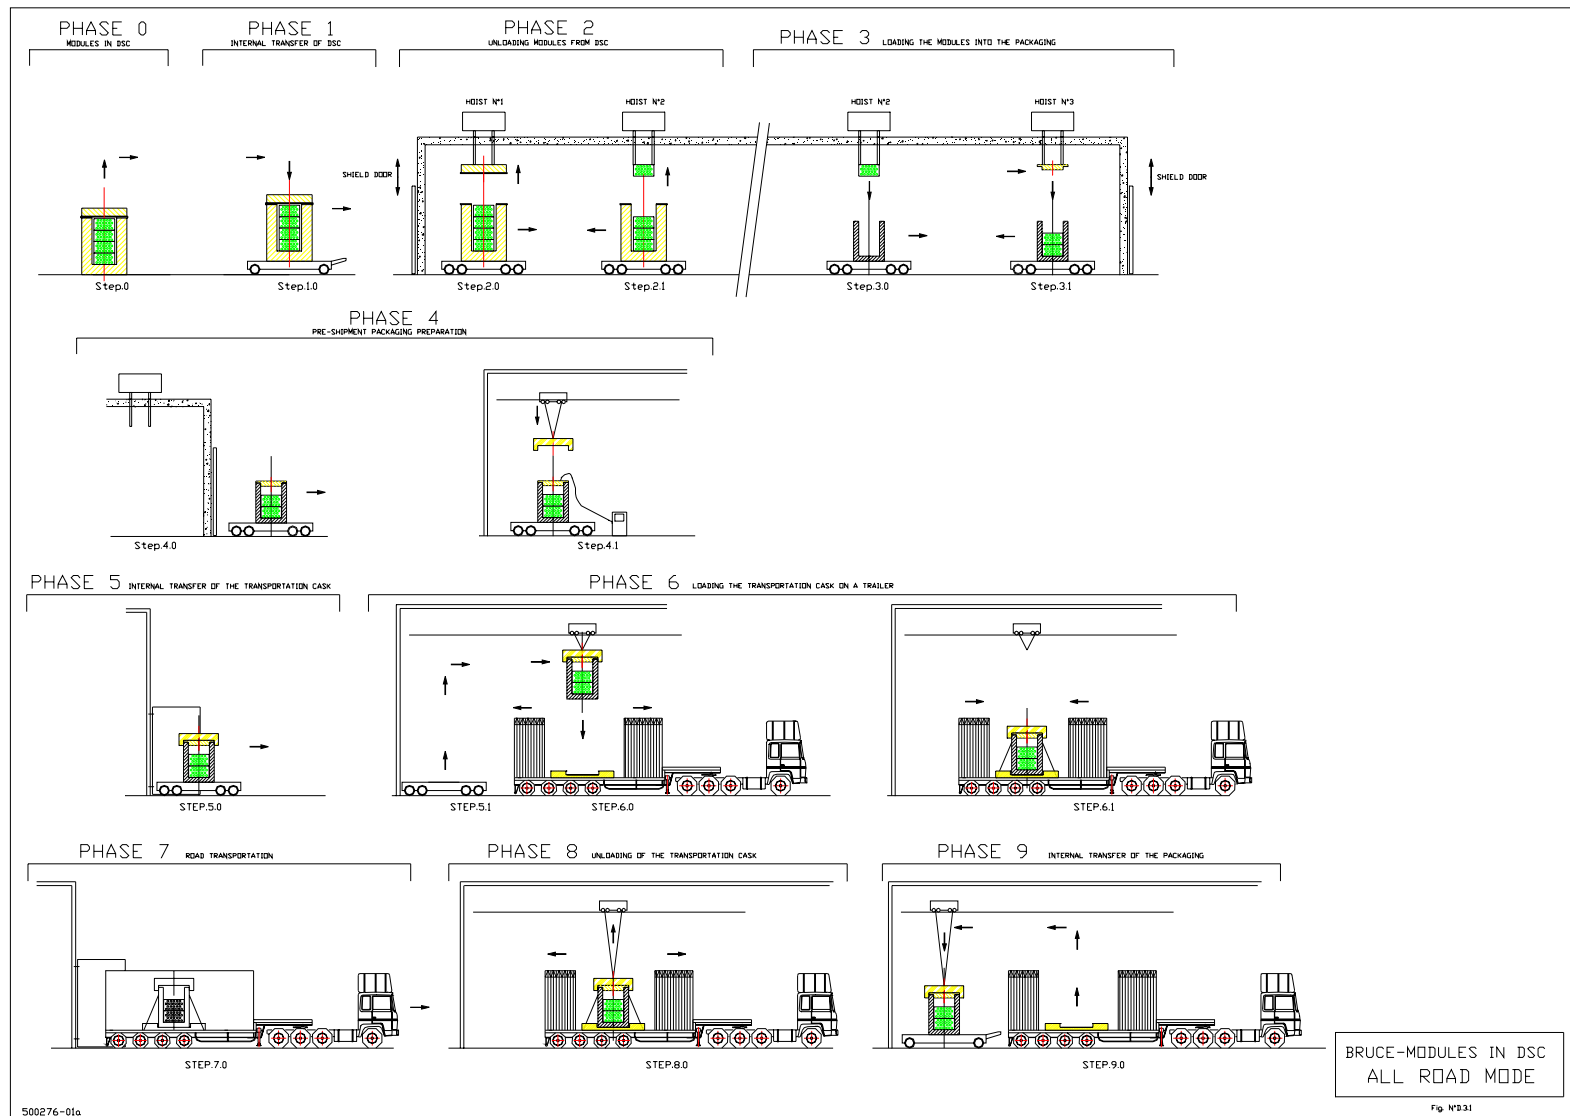 PHASE 0
MODULES IN DSC
PHASE 1
INTERNAL TRANSFER OF DSC
PHASE 2
UNLOADING MODULES FROM DSC
PHASE 3 LOADING THE MODULES INTO THE PACKAGING
HOIST N°1
HOIST N°2
HOIST N°2
HOIST N°3
SHIELD DOOR
SHIELD DOOR
Step.0
Step.1.0
Step.2.0
Step.2.1
Step.3.0
Step.3.1
PHASE 4
PRE-SHIPMENT PACKAGING PREPARATION
Step.4.0
Step.4.1
PHASE 5 INTERNAL TRANSFER OF THE TRANSPORTATION CASK
PHASE 6 LOADING THE TRANSPORTATION CASK ON A TRAILER
STEP.5.0
STEP.5.1
STEP.6.0
STEP.6.1
PHASE 7 ROAD TRANSPORTATION
PHASE 8 UNLOADING OF THE TRANSPORTATION CASK
PHASE 9 INTERNAL TRANSFER OF THE PACKAGING
STEP.7.0
STEP.8.0
STEP.9.0
BRUCE-MODULES IN DSC
ALL ROAD MODE
Fig. N°D.3.1
500276-01a